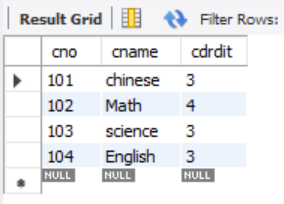 Result Grid Filter Rows:
cno cname cdrdit
101 chinese 3
102 Math 4
103 science 3
104 English 3
NULL NULL NULL